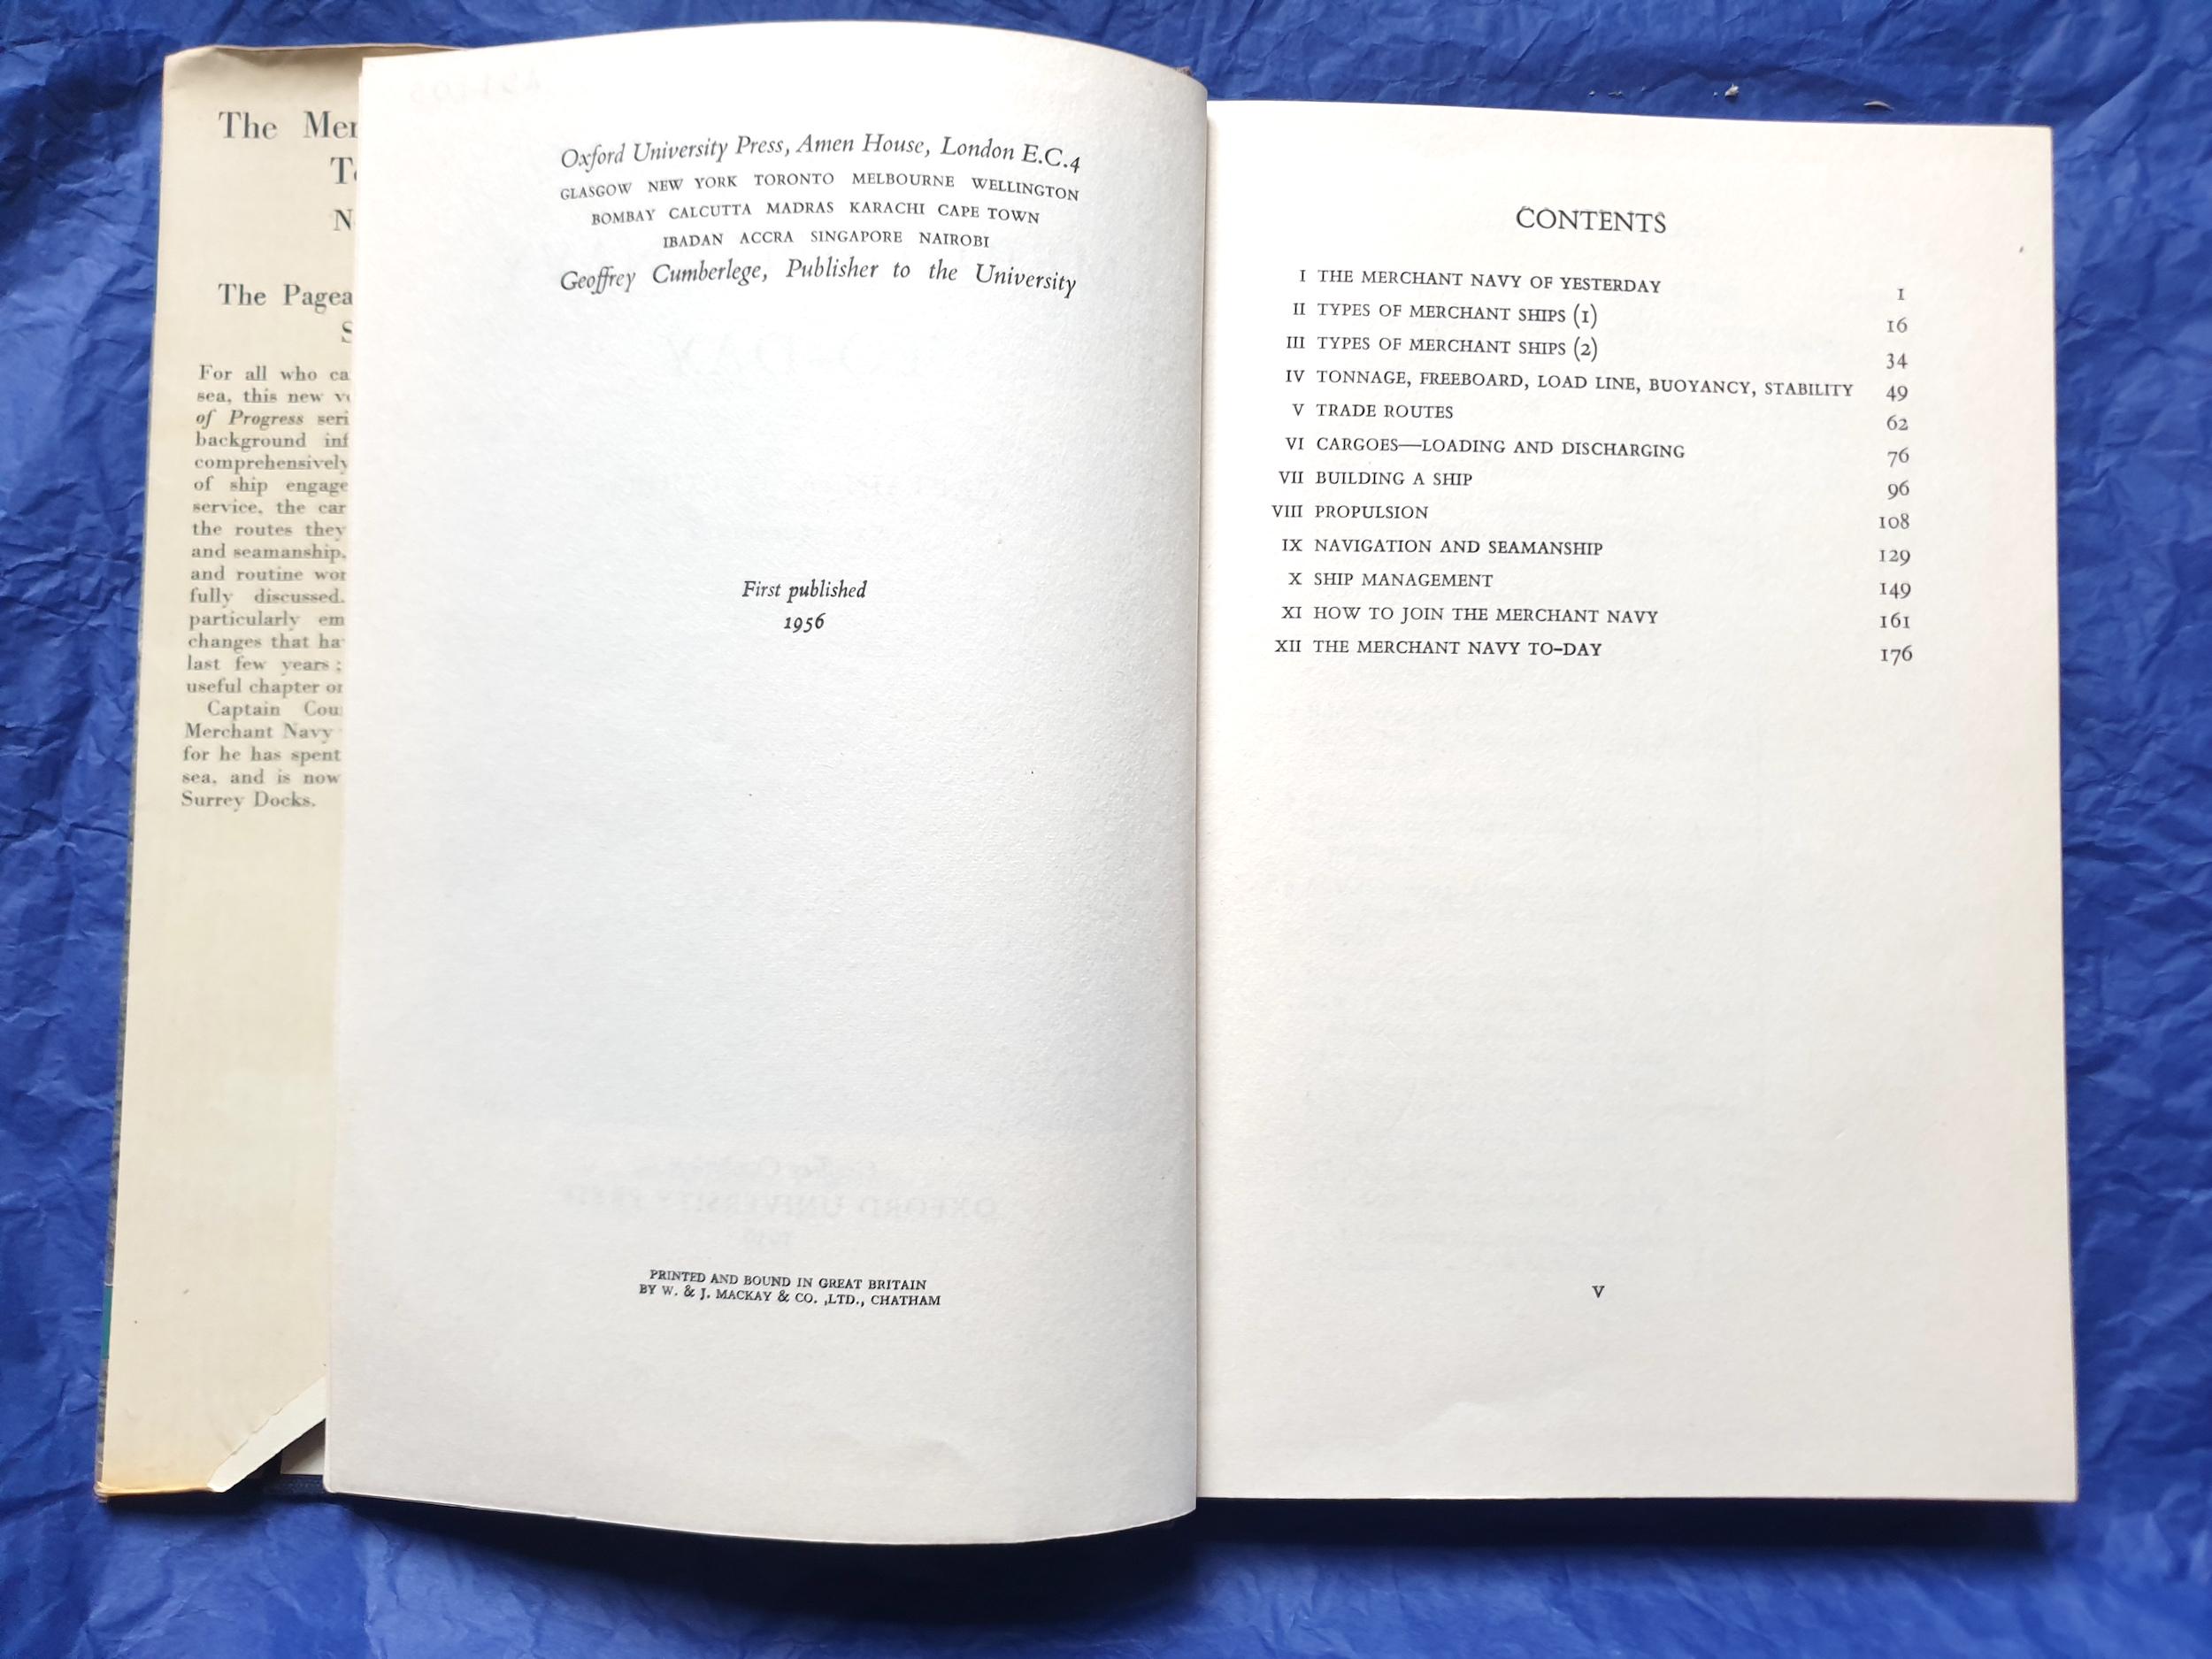 The Mer
To
N
The Pagea
S
For all who ca
sea, this new v
of Progress seri
background inf
comprehensively
of ship engage
service, the car
the routes they
and seamanship,
and routine wor
fully discussed.
particularly em
changes that ha
last few years ;
useful chapter or
Captain Cou
Merchant Navy
for he has spent
sea, and is now
Surrey Docks.
Oxford University Press, Amen House, London E.C.4
GLASGOW NEW YORK TORONTO MELBOURNE WELLINGTON
BOMBAY CALCUTTA MADRAS KARACHI CAPE TOWN
IBADAN ACCRA SINGAPORE NAIROBI
Geoffrey Cumberlege, Publisher to the University
First published
1956
PRINTED AND BOUND IN GREAT BRITAIN
BY W. & J. MACKAY & CO. ,LTD., CHATHAM
CONTENTS
I THE MERCHANT NAVY OF YESTERDAY 1
II TYPES OF MERCHANT SHIPS (1) 16
III TYPES OF MERCHANT SHIPS (2) 34
IV TONNAGE, FREEBOARD, LOAD LINE, BUOYANCY, STABILITY 49
V TRADE ROUTES 62
VI CARGOES—LOADING AND DISCHARGING 76
VII BUILDING A SHIP 96
VIII PROPULSION 108
IX NAVIGATION AND SEAMANSHIP 129
X SHIP MANAGEMENT 149
XI HOW TO JOIN THE MERCHANT NAVY 161
XII THE MERCHANT NAVY TO-DAY 176
V